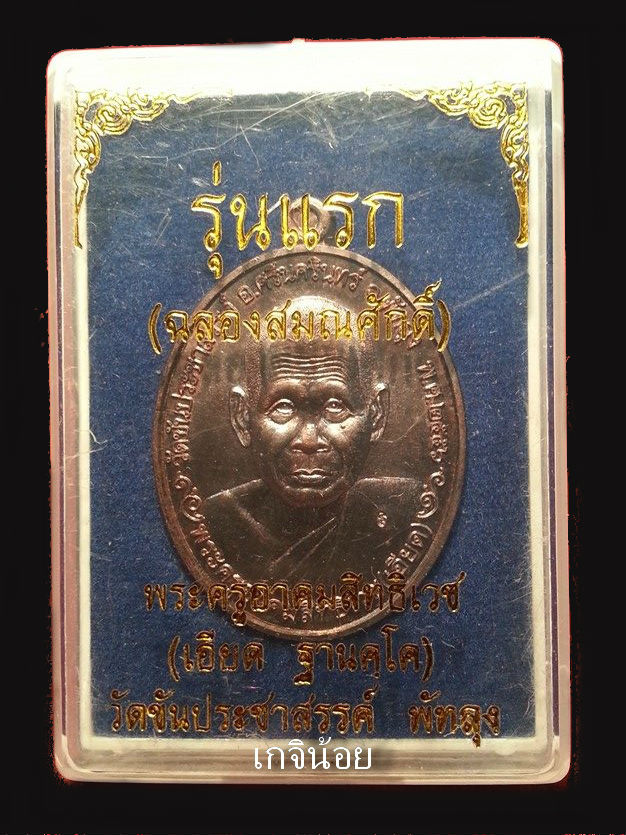 รุ่นแรก
(ฉลองสมณศักดิ์)
พระครูอาคมสิทธิเวช
(เอียด ฐานคฺโค)
วัดขันประชาสรรค์ พัทลุง
เกจิน้อย